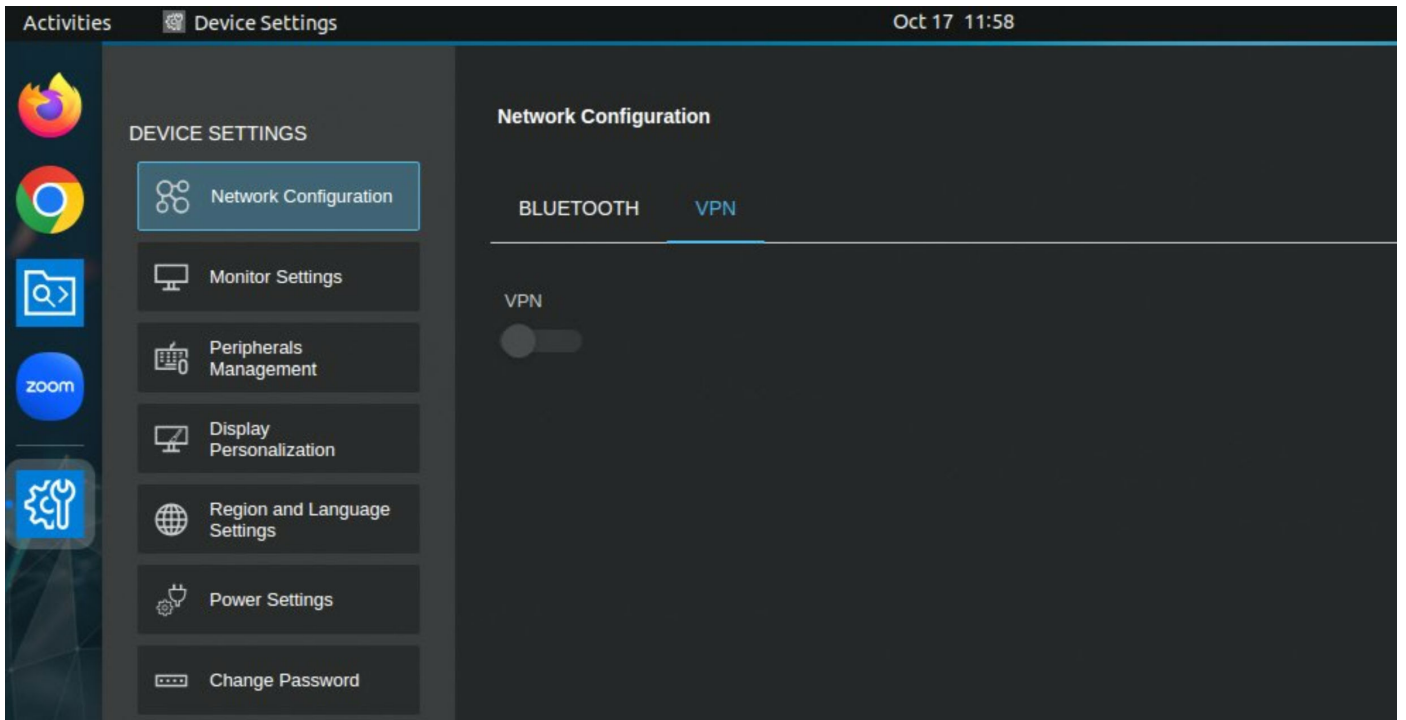 Activities
Device Settings
Oct 17 11:58
DEVICE SETTINGS
Network Configuration
Monitor Settings
Peripherals
Management
Display
Personalization
Region and Language
Settings
Power Settings
Change Password
zoom
Network Configuration
BLUETOOTH
VPN
VPN